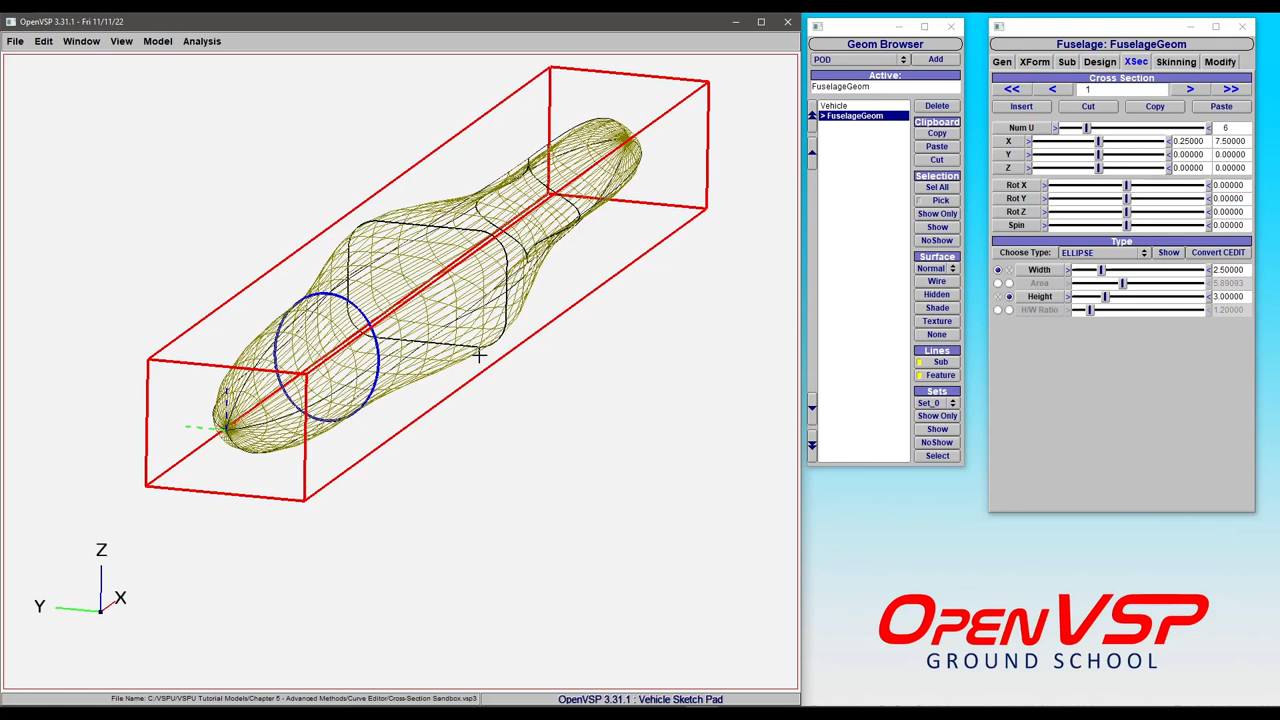 OpenVSP 3.31.1 - Fri 11/11/22
File Edit Window View Model Analysis
Z
Y
X
File Name: C:/VSPU/VSPU Tutorial Models/Chapter 5 - Advanced Methods/Curve Editor/Cross-Section Sandbox.vsp3
OpenVSP 3.31.1 : Vehicle Sketch Pad
Geom Browser
POD Add
Active:
FuselageGeom
Vehicle
> FuselageGeom
Delete
Clipboard
Copy
Paste
Cut
Selection
Sel All
Pick
Show Only
Show
NoShow
Surface
Normal
Wire
Hidden
Shade
Texture
None
Lines
Sub
Feature
Sets
Set_0
Show Only
Show
NoShow
Select
Fuselage: FuselageGeom
Gen XForm Sub Design XSec Skinning Modify
Cross Section
<< < 1 > >>
Insert Cut Copy Paste
Num U > < 6
X > < 0.25000 7.50000
Y > < 0.00000 0.00000
Z > < 0.00000 0.00000
Rot X > < 0.00000
Rot Y > < 0.00000
Rot Z > < 0.00000
Spin > < 0.00000
Type
Choose Type: ELLIPSE Show Convert CEDIT
Width > < 2.50000
Area > < 5.89093
Height > < 3.00000
H/W Ratio > < 1.20000
OpenVSP
GROUND SCHOOL